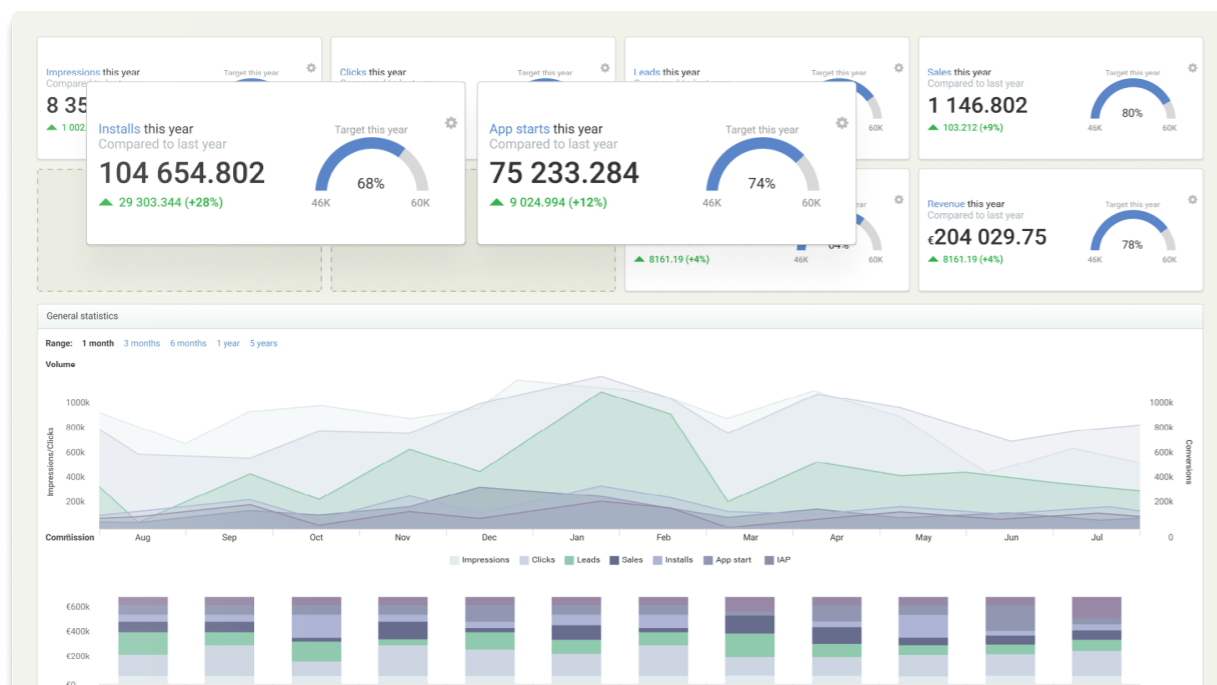 Impressions this year
Target this year
8 35
1 002
Clicks this year
Target this year
Leads this year
Target this year
60K
Sales this year
Compared to last year
1 146.802
103.212 (+9%)
Target this year
80%
46K
60K
Installs this year
Compared to last year
104 654.802
29 303.344 (+28%)
Target this year
68%
46K
60K
App starts this year
Compared to last year
75 233.284
9 024.994 (+12%)
Target this year
74%
46K
60K
8161.19 (+4%)
46K
60K
Revenue this year
Compared to last year
€204 029.75
8161.19 (+4%)
Target this year
78%
46K
60K
General statistics
Range: 1 month 3 months 6 months 1 year 5 years
Volume
Impressions/Clicks
1000k
800k
600k
400k
200k
1000k
800k
600k
400k
200k
0
Conversions
Commission
Aug Sep Oct Nov Dec Jan Feb Mar Apr May Jun Jul
Impressions Clicks Leads Sales Installs App start IAP
€600k
€400k
€200k
€0